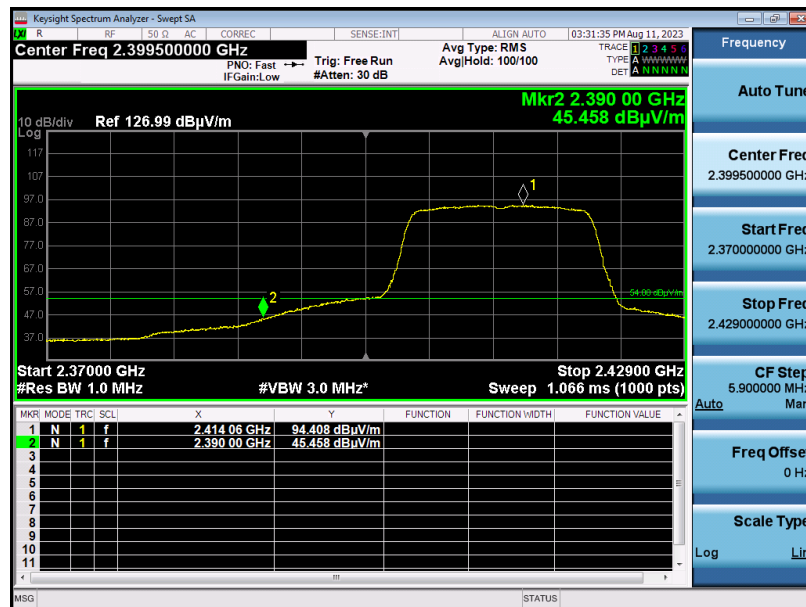 Keysight Spectrum Analyzer - Swept SA
LXI R RF 50 Ω AC CORREC SENSE:INT ALIGN AUTO 03:31:35 PM Aug 11, 2023
Center Freq 2.399500000 GHz
PNO: Fast
IFGain:Low
Trig: Free Run
#Atten: 30 dB
Avg Type: RMS
Avg|Hold: 100/100
TRACE 1 2 3 4 5 6
TYPE A WWWWW
DET A N N N N N
Mkr2 2.390 00 GHz
45.458 dBµV/m
10 dB/div Ref 126.99 dBµV/m
Log
117
107
97.0
87.0
77.0
67.0
57.0
47.0
37.0
1
2
54.00 dBµV/m
Start 2.37000 GHz Stop 2.42900 GHz
#Res BW 1.0 MHz #VBW 3.0 MHz* Sweep 1.066 ms (1000 pts)
MKR MODE TRC SCL X Y FUNCTION FUNCTION WIDTH FUNCTION VALUE
1 N 1 f 2.414 06 GHz 94.408 dBµV/m
2 N 1 f 2.390 00 GHz 45.458 dBµV/m
3
4
5
6
7
8
9
10
11
MSG STATUS
Frequency
Auto Tune
Center Freq
2.399500000 GHz
Start Freq
2.370000000 GHz
Stop Freq
2.429000000 GHz
CF Step
5.900000 MHz
Auto Man
Freq Offset
0 Hz
Scale Type
Log Lin